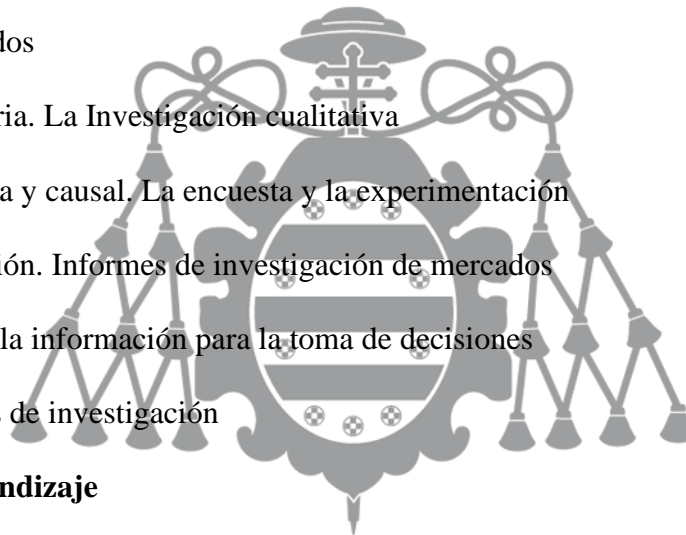 dos
ria. La Investigación cualitativa
a y causal. La encuesta y la experimentación
ión. Informes de investigación de mercados
la información para la toma de decisiones
s de investigación
ndizaje